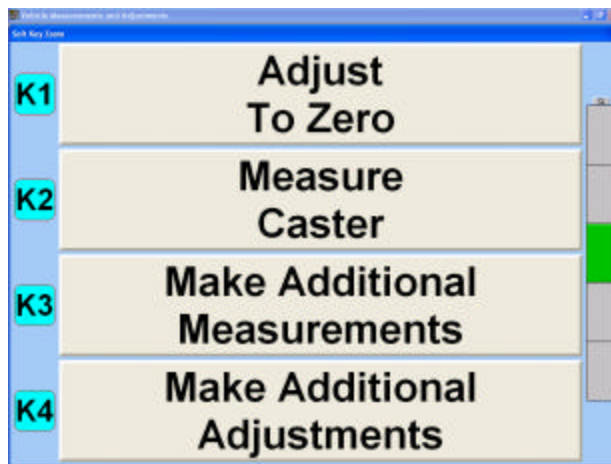 Vehicle Measurements and Adjustments
Soft Key Zoom
K1
Adjust
To Zero
K2
Measure
Caster
K3
Make Additional
Measurements
K4
Make Additional
Adjustments